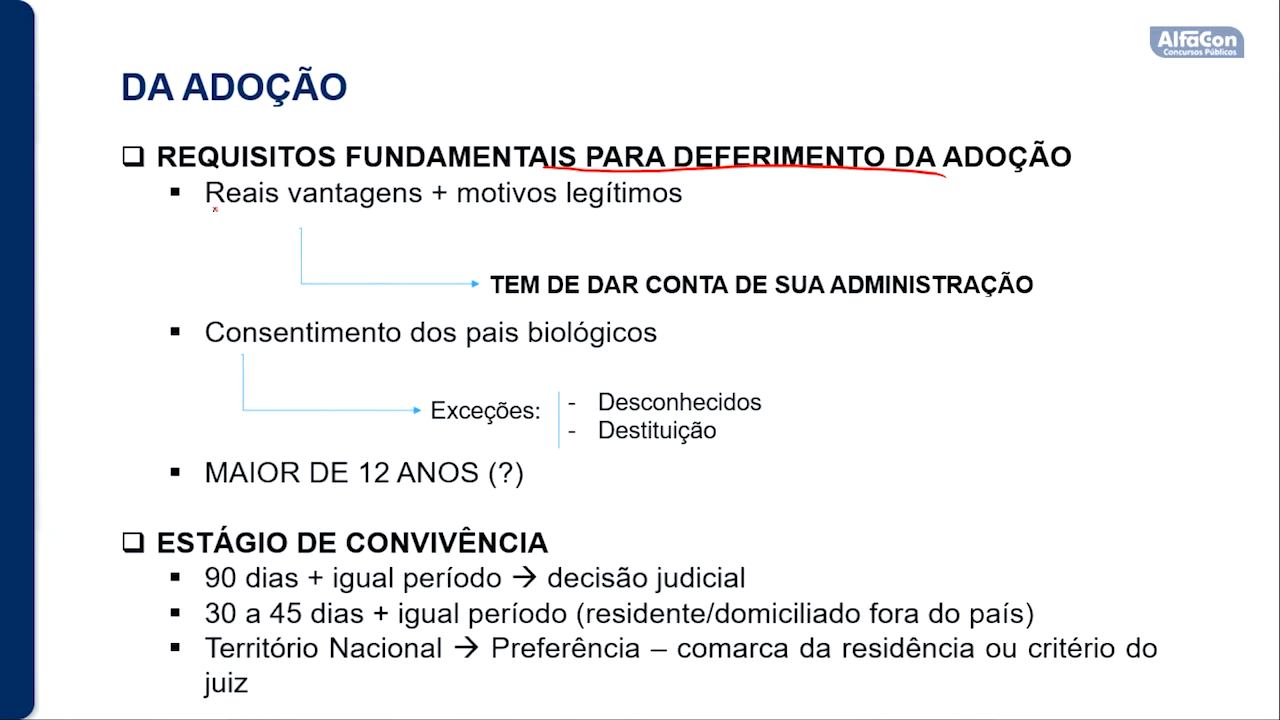 AlfaCon
Concursos Públicos
DA ADOÇÃO
❑ REQUISITOS FUNDAMENTAIS PARA DEFERIMENTO DA ADOÇÃO
▪ Reais vantagens + motivos legítimos
TEM DE DAR CONTA DE SUA ADMINISTRAÇÃO
▪ Consentimento dos pais biológicos
Exceções:
- Desconhecidos
- Destituição
▪ MAIOR DE 12 ANOS (?)
❑ ESTÁGIO DE CONVIVÊNCIA
▪ 90 dias + igual período → decisão judicial
▪ 30 a 45 dias + igual período (residente/domiciliado fora do país)
▪ Território Nacional → Preferência – comarca da residência ou critério do
juiz